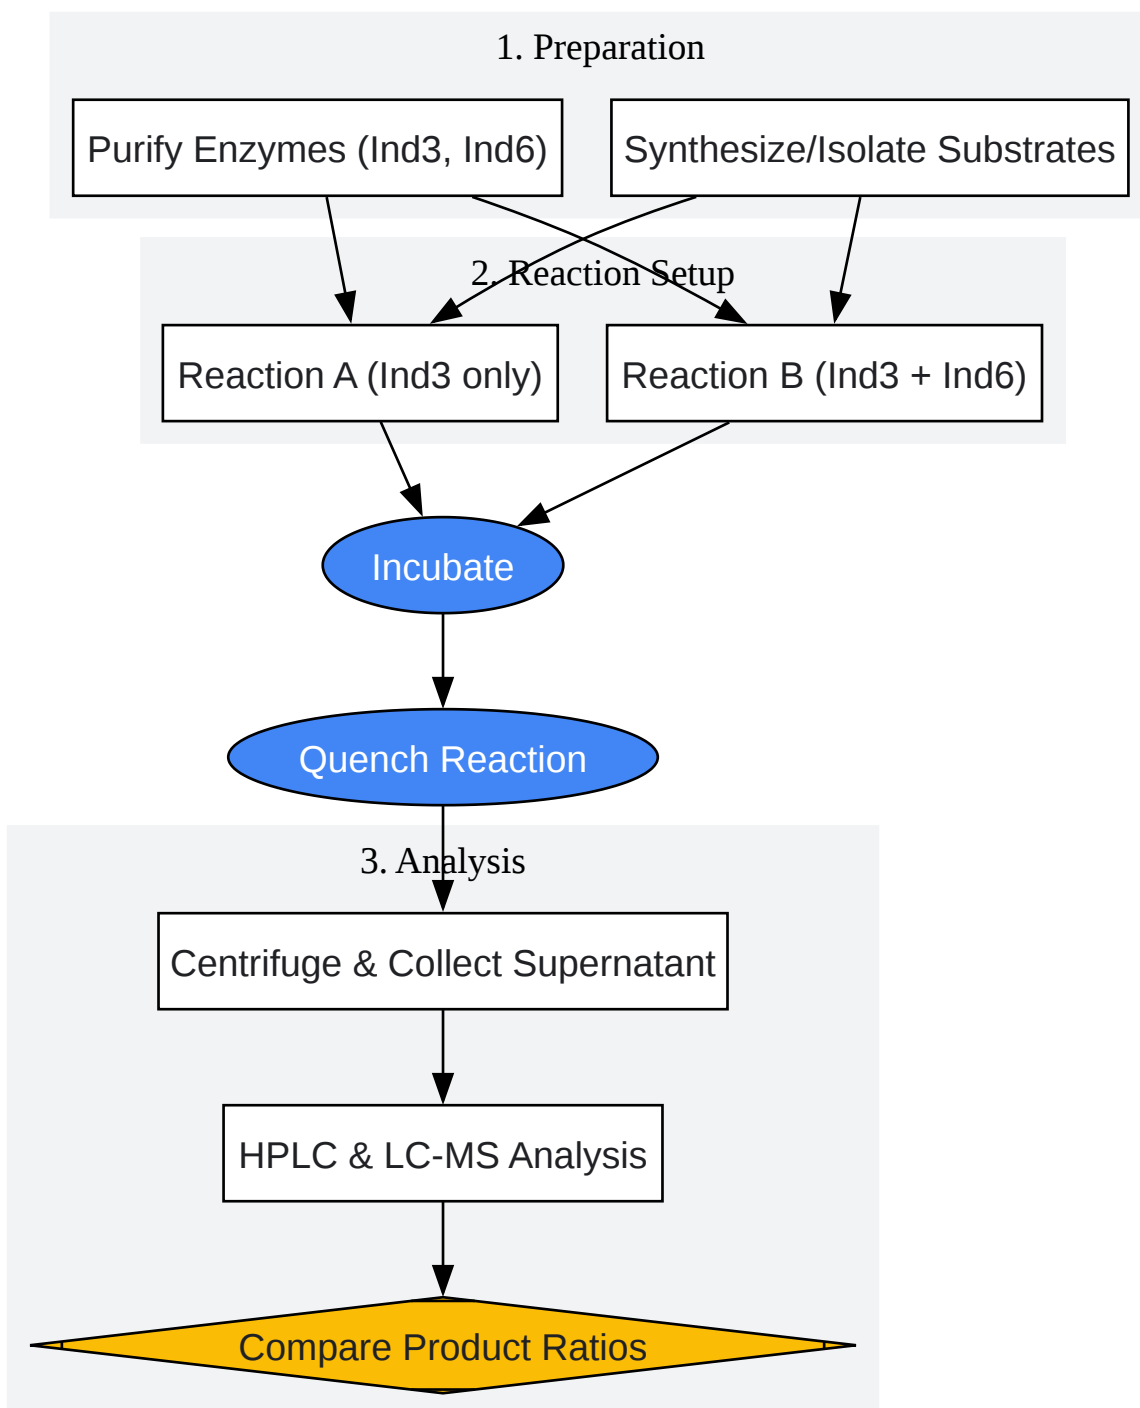 1. Preparation
Purify Enzymes (Ind3, Ind6)
Synthesize/Isolate Substrates
2. Reaction Setup
Reaction A (Ind3 only)
Reaction B (Ind3 + Ind6)
Incubate
Quench Reaction
3. Analysis
Centrifuge & Collect Supernatant
HPLC & LC-MS Analysis
Compare Product Ratios